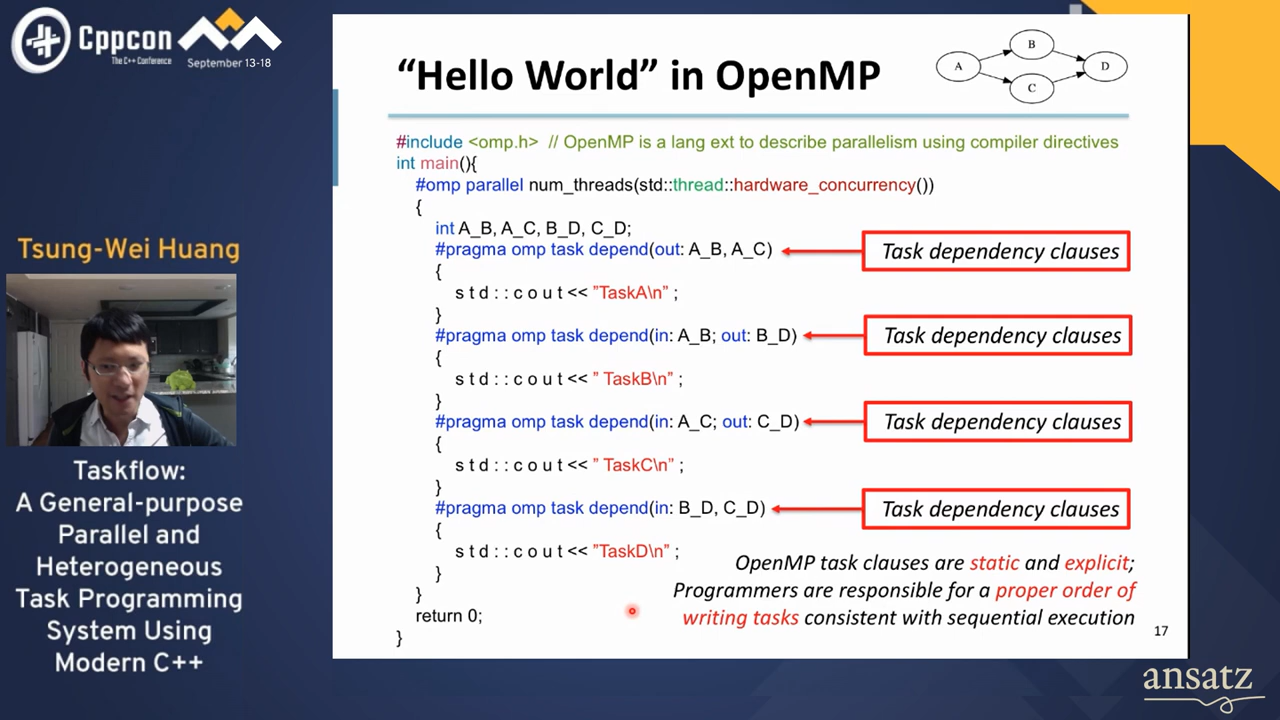 Cppcon
The C++ Conference
September 13-18
Tsung-Wei Huang
Taskflow:
A General-purpose
Parallel and
Heterogeneous
Task Programming
System Using
Modern C++
“Hello World” in OpenMP
A
B
C
D
#include <omp.h> // OpenMP is a lang ext to describe parallelism using compiler directives
int main(){
#omp parallel num_threads(std::thread::hardware_concurrency())
{
int A_B, A_C, B_D, C_D;
#pragma omp task depend(out: A_B, A_C)
Task dependency clauses
{
s t d : : c o u t << ”TaskA\n” ;
}
#pragma omp task depend(in: A_B; out: B_D)
Task dependency clauses
{
s t d : : c o u t << ” TaskB\n” ;
}
#pragma omp task depend(in: A_C; out: C_D)
Task dependency clauses
{
s t d : : c o u t << ” TaskC\n” ;
}
#pragma omp task depend(in: B_D, C_D)
Task dependency clauses
{
s t d : : c o u t << ”TaskD\n” ;
}
}
return 0;
}
OpenMP task clauses are static and explicit;
Programmers are responsible for a proper order of
writing tasks consistent with sequential execution
17
ansatz